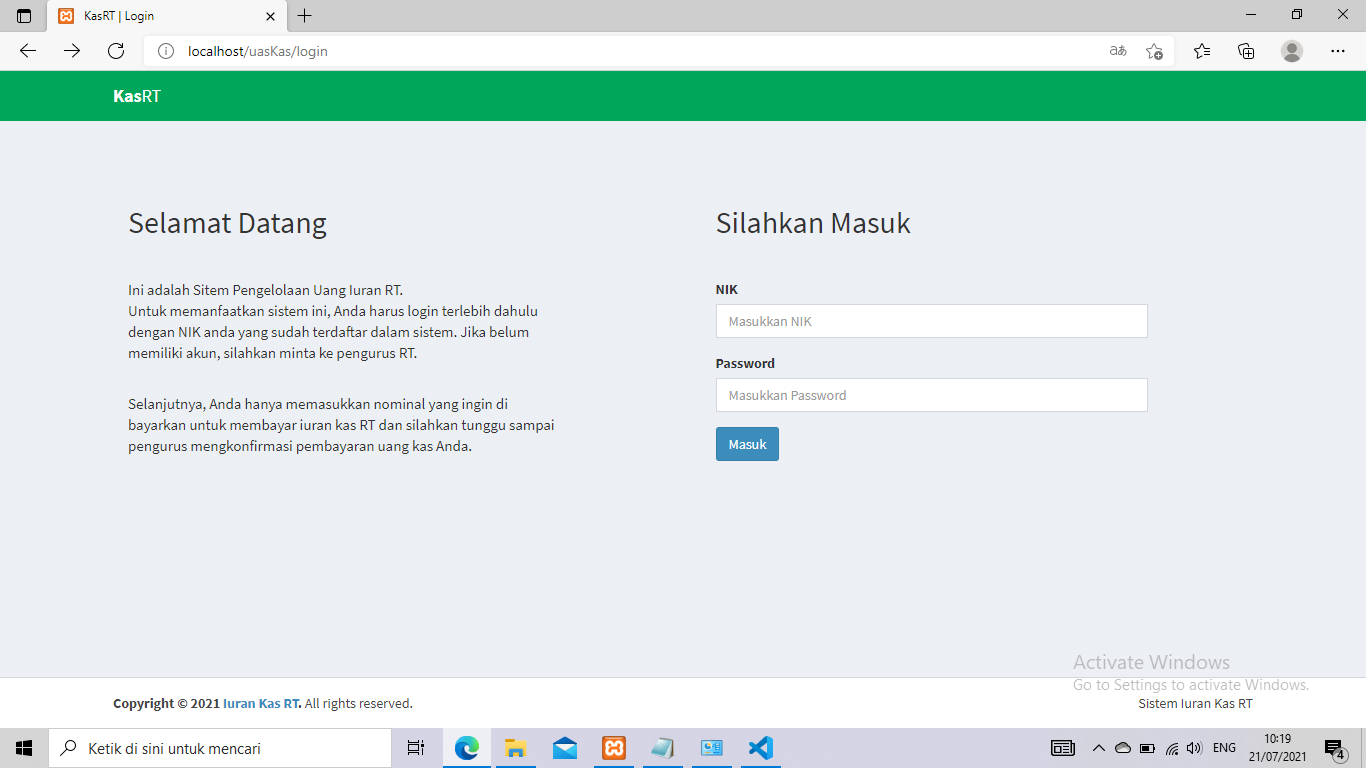 KasRT | Login
localhost/uasKas/login
KasRT
Selamat Datang
Ini adalah Sitem Pengelolaan Uang Iuran RT.
Untuk memanfaatkan sistem ini, Anda harus login terlebih dahulu
dengan NIK anda yang sudah terdaftar dalam sistem. Jika belum
memiliki akun, silahkan minta ke pengurus RT.
Selanjutnya, Anda hanya memasukkan nominal yang ingin di
bayarkan untuk membayar iuran kas RT dan silahkan tunggu sampai
pengurus mengkonfirmasi pembayaran uang kas Anda.
Silahkan Masuk
NIK
Masukkan NIK
Password
Masukkan Password
Masuk
Activate Windows
Go to Settings to activate Windows.
Copyright © 2021 Iuran Kas RT. All rights reserved.
Sistem Iuran Kas RT
Ketik di sini untuk mencari
ENG
10:19
21/07/2021
4